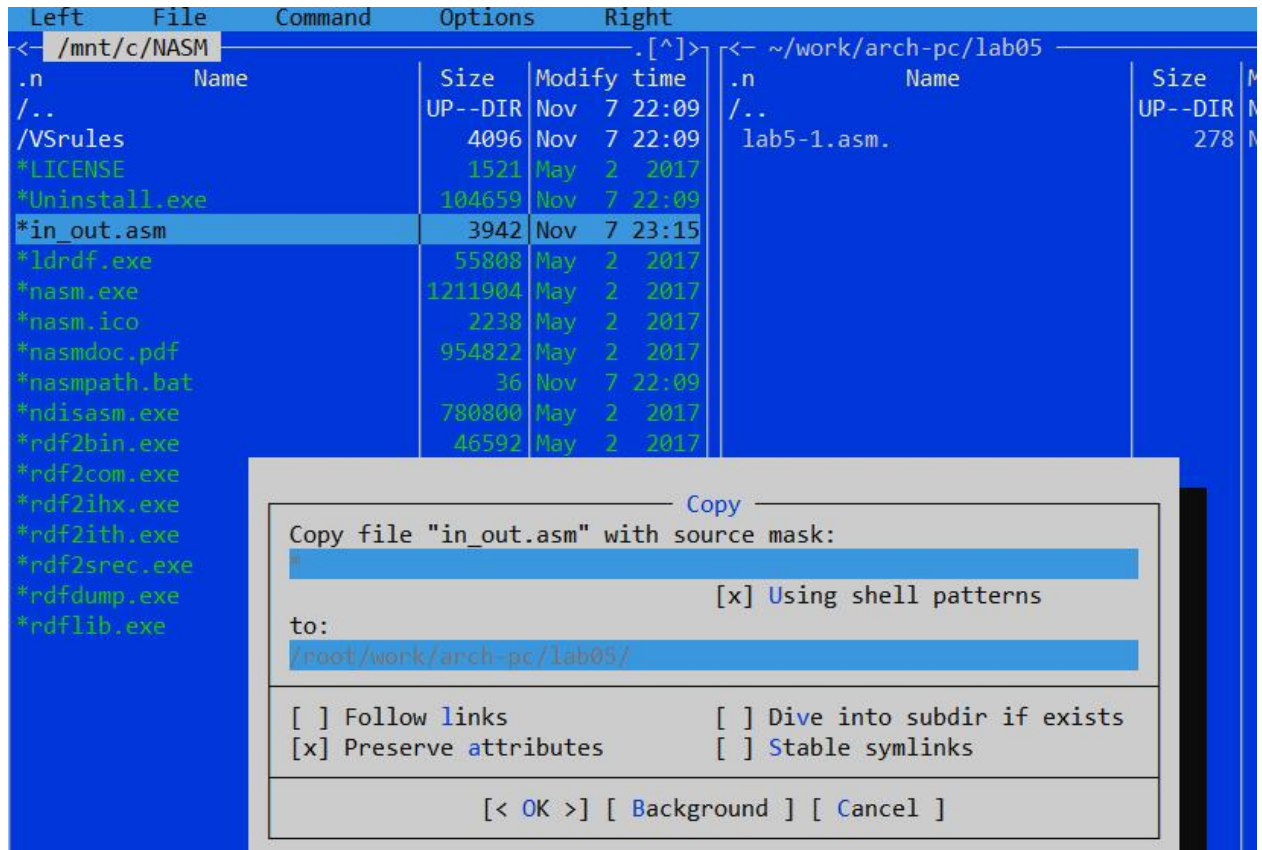 Left File Command Options Right
<─ /mnt/c/NASM ─.[^]>┐ ┌<─ ~/work/arch-pc/lab05 ─
.n Name Size Modify time .n Name Size M
/.. UP--DIR Nov 7 22:09 /.. UP--DIR N
/VSrules 4096 Nov 7 22:09 lab5-1.asm. 278 N
*LICENSE 1521 May 2 2017
*Uninstall.exe 104659 Nov 7 22:09
*in_out.asm 3942 Nov 7 23:15
*ldrdf.exe 55808 May 2 2017
*nasm.exe 1211904 May 2 2017
*nasm.ico 2238 May 2 2017
*nasmdoc.pdf 954822 May 2 2017
*nasmpath.bat 36 Nov 7 22:09
*ndisasm.exe 780800 May 2 2017
*rdf2bin.exe 46592 May 2 2017
*rdf2com.exe
*rdf2ihx.exe
*rdf2ith.exe
*rdf2srec.exe
*rdfdump.exe
*rdflib.exe
Copy
Copy file "in_out.asm" with source mask:
*
[x] Using shell patterns
to:
/root/work/arch-pc/lab05/
[ ] Follow links [ ] Dive into subdir if exists
[x] Preserve attributes [ ] Stable symlinks
[< OK >] [ Background ] [ Cancel ]